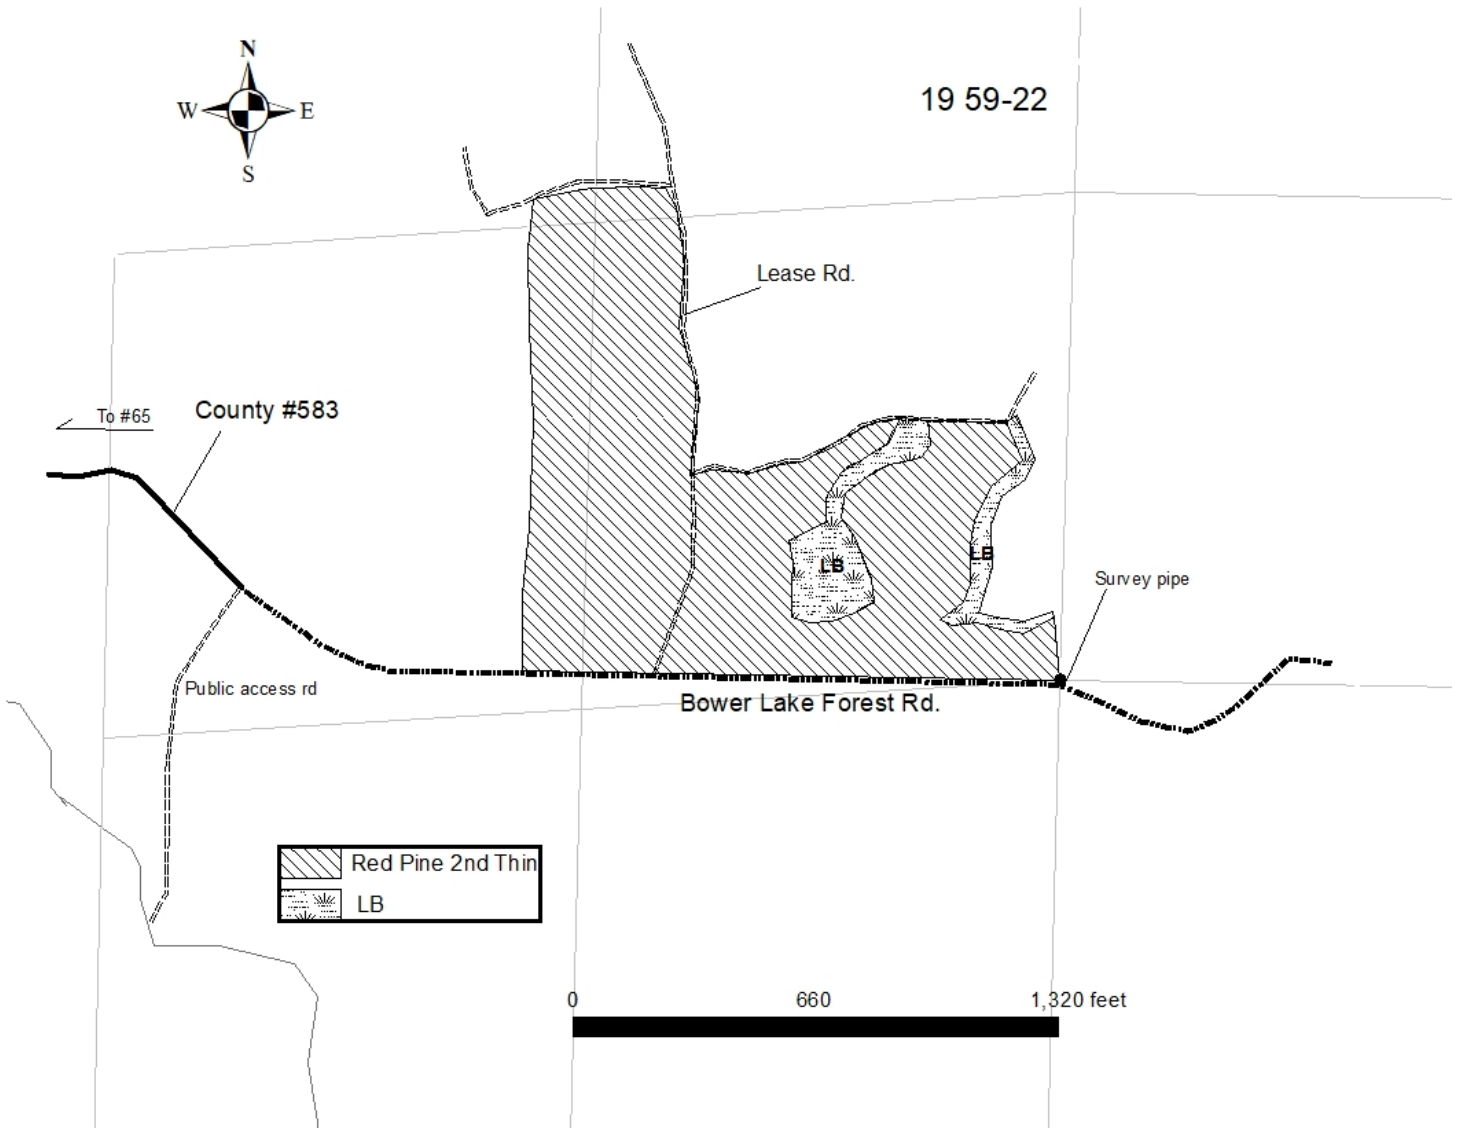 N
W E
S
19 59-22
Lease Rd.
To #65
County #583
LB
LB
Survey pipe
Public access rd
Bower Lake Forest Rd.
Red Pine 2nd Thin
LB
0 660 1,320 feet